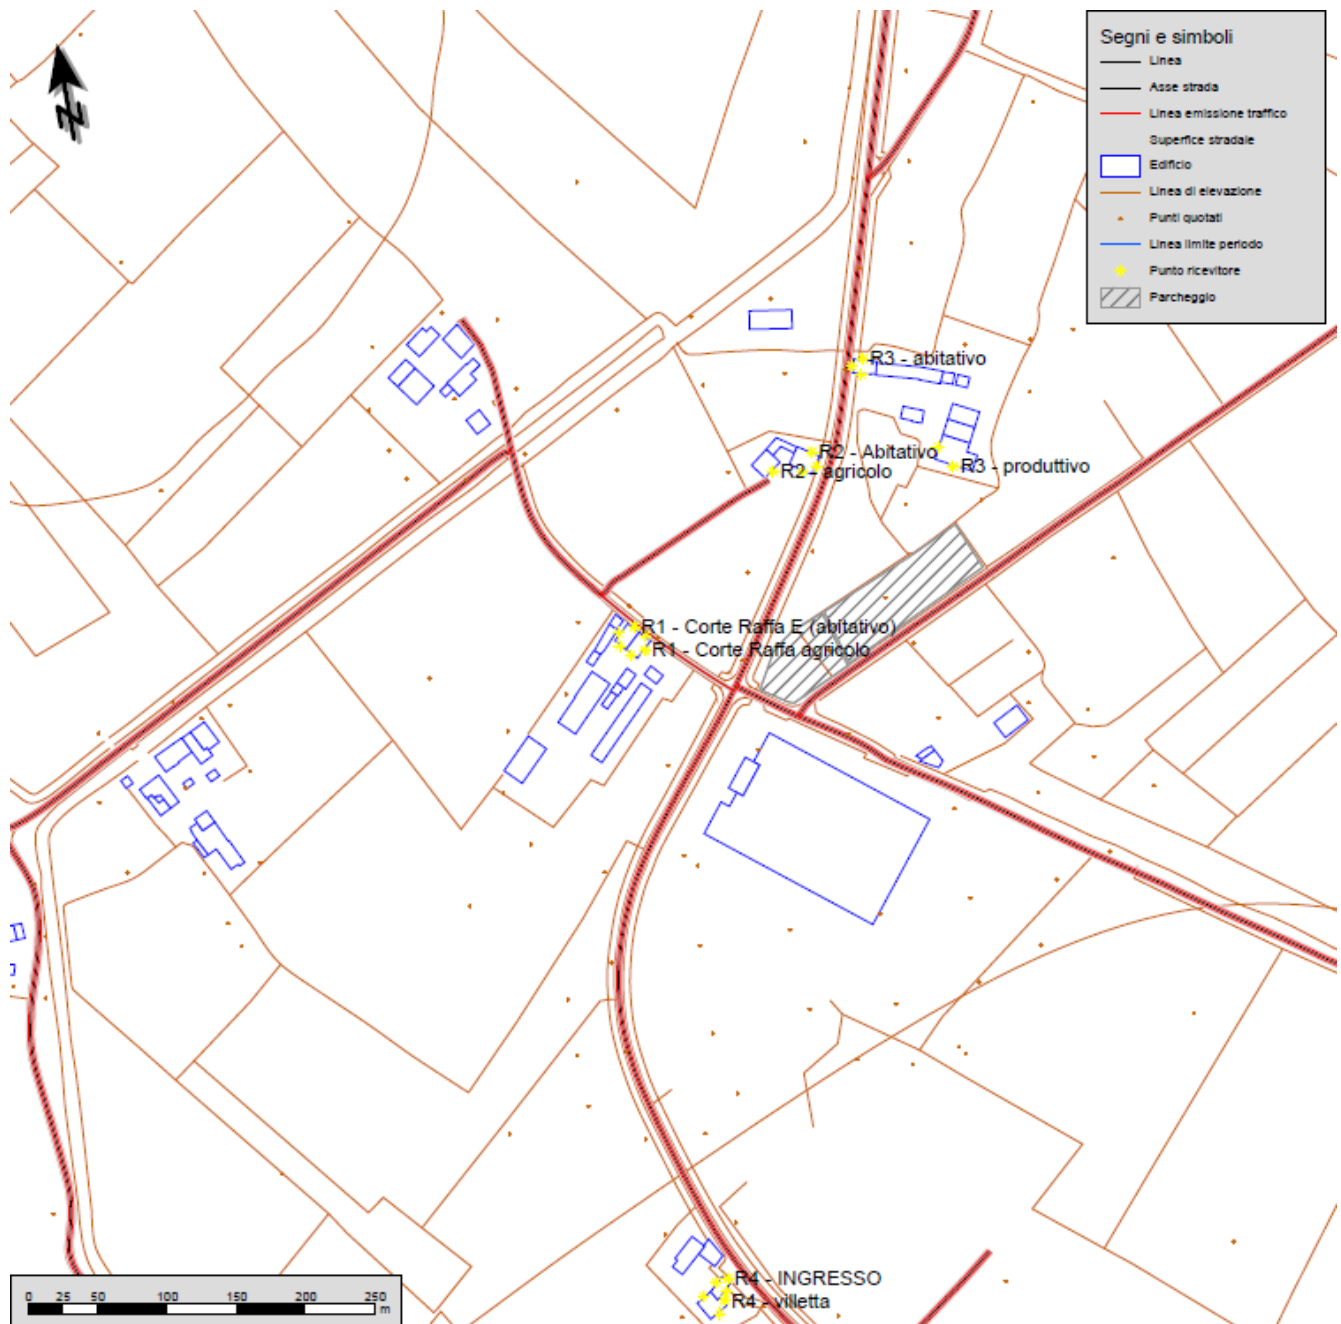 Segni e simboli
Linea
Asse strada
Linea emissione traffico
Superfice stradale
Edificio
Linea di elevazione
Punti quotati
Linea limite periodo
Punto ricevitore
Parcheggio
R3 - abitativo
R2 - Abitativo
R2 - agricolo
R3 - produttivo
R1 - Corte Raffa E (abitativo)
R1 - Corte Raffa agricolo
R4 - INGRESSO
R4 - villetta
0 25 50 100 150 200 250
m